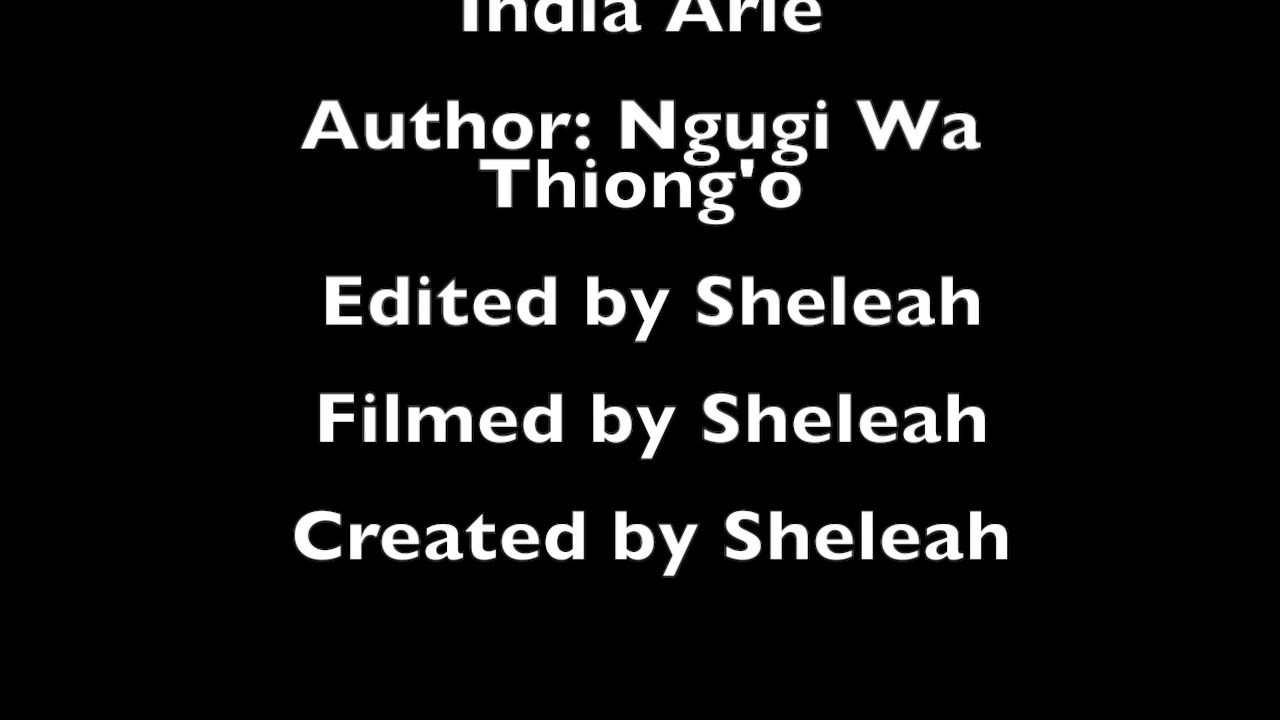 India Arie
Author: Ngugi Wa
Thiong'o
Edited by Sheleah
Filmed by Sheleah
Created by Sheleah